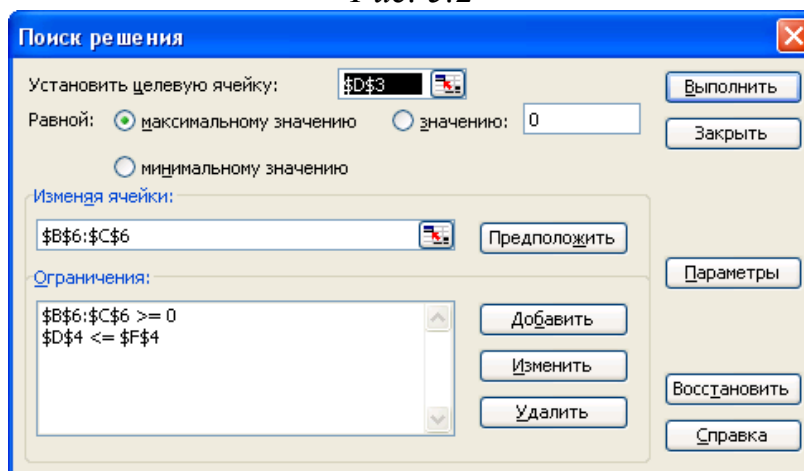 Поиск решения
Установить целевую ячейку: $D$3
Выполнить
Равной: максимальному значению значению: 0
Закрыть
минимальному значению
Изменяя ячейки:
$B$6:$C$6 Предположить
Ограничения:
Параметры
$B$6:$C$6 >= 0
$D$4 <= $F$4
Добавить
Изменить
Восстановить
Удалить
Справка